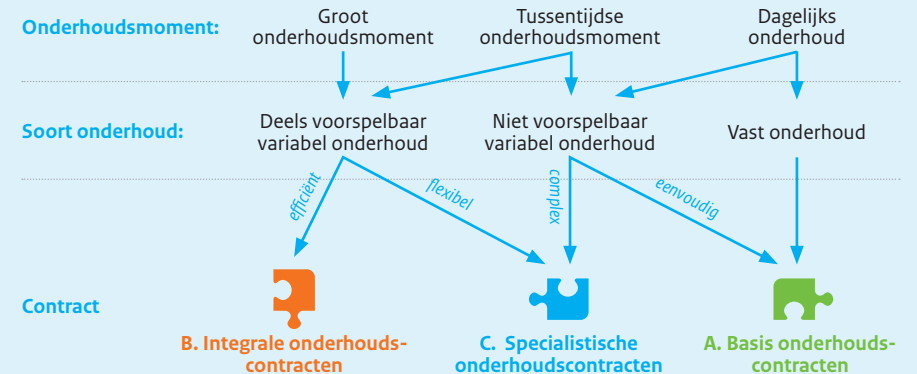 Onderhoudsmoment:
Groot
onderhoudsmoment
Tussentijdse
onderhoudsmoment
Dagelijks
onderhoud
Soort onderhoud:
Deels voorspelbaar
variabel onderhoud
Niet voorspelbaar
variabel onderhoud
Vast onderhoud
efficiënt
flexibel
complex
eenvoudig
Contract
B. Integrale onderhouds-
contracten
C. Specialistische
onderhoudscontracten
A. Basis onderhouds-
contracten